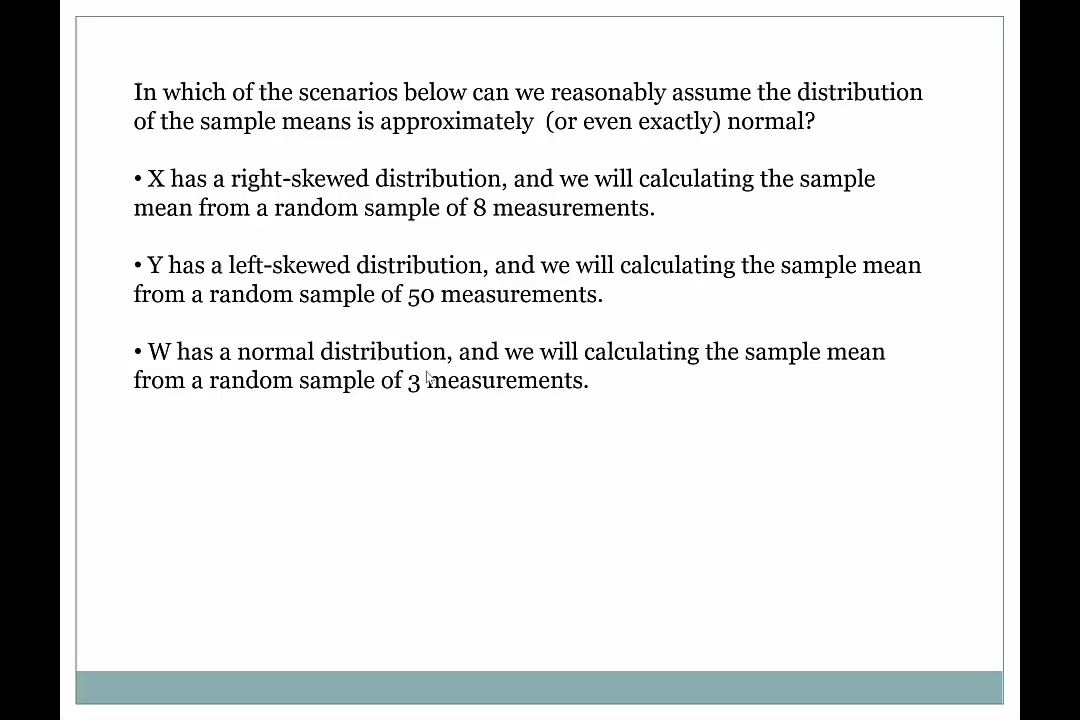 In which of the scenarios below can we reasonably assume the distribution
of the sample means is approximately (or even exactly) normal?
• X has a right-skewed distribution, and we will calculating the sample
mean from a random sample of 8 measurements.
• Y has a left-skewed distribution, and we will calculating the sample mean
from a random sample of 50 measurements.
• W has a normal distribution, and we will calculating the sample mean
from a random sample of 3 measurements.